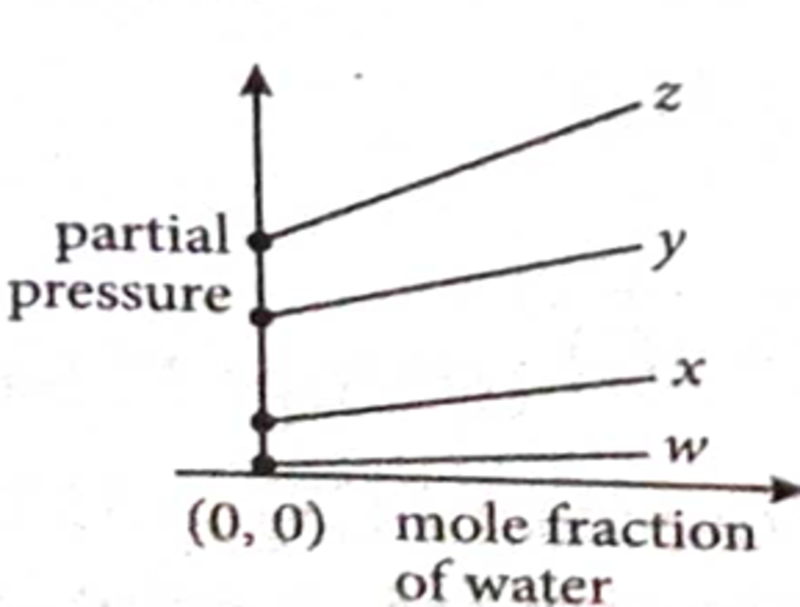 z
partial
pressure
y
x
w
(0, 0)
mole fraction
of water